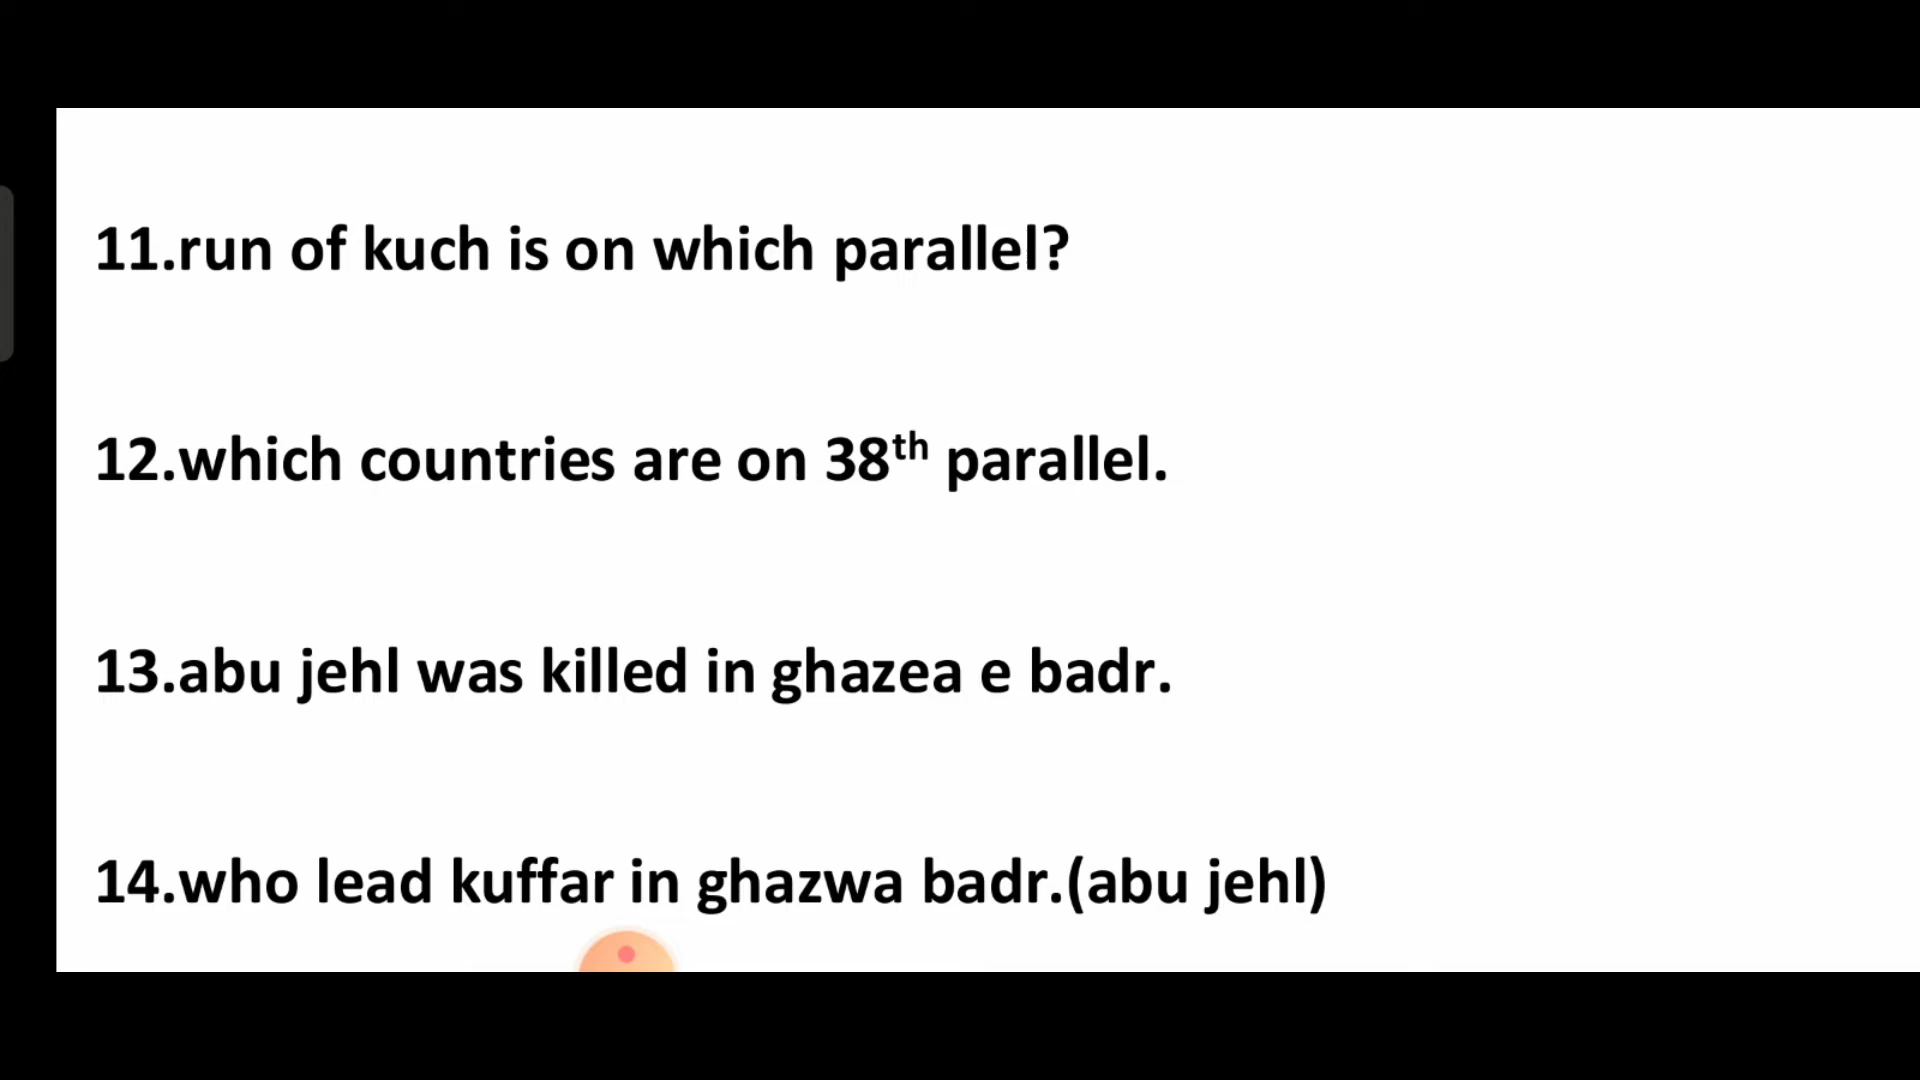 11.run of kuch is on which parallel?
12.which countries are on 38th parallel.
13.abu jehl was killed in ghazea e badr.
14.who lead kuffar in ghazwa badr.(abu jehl)